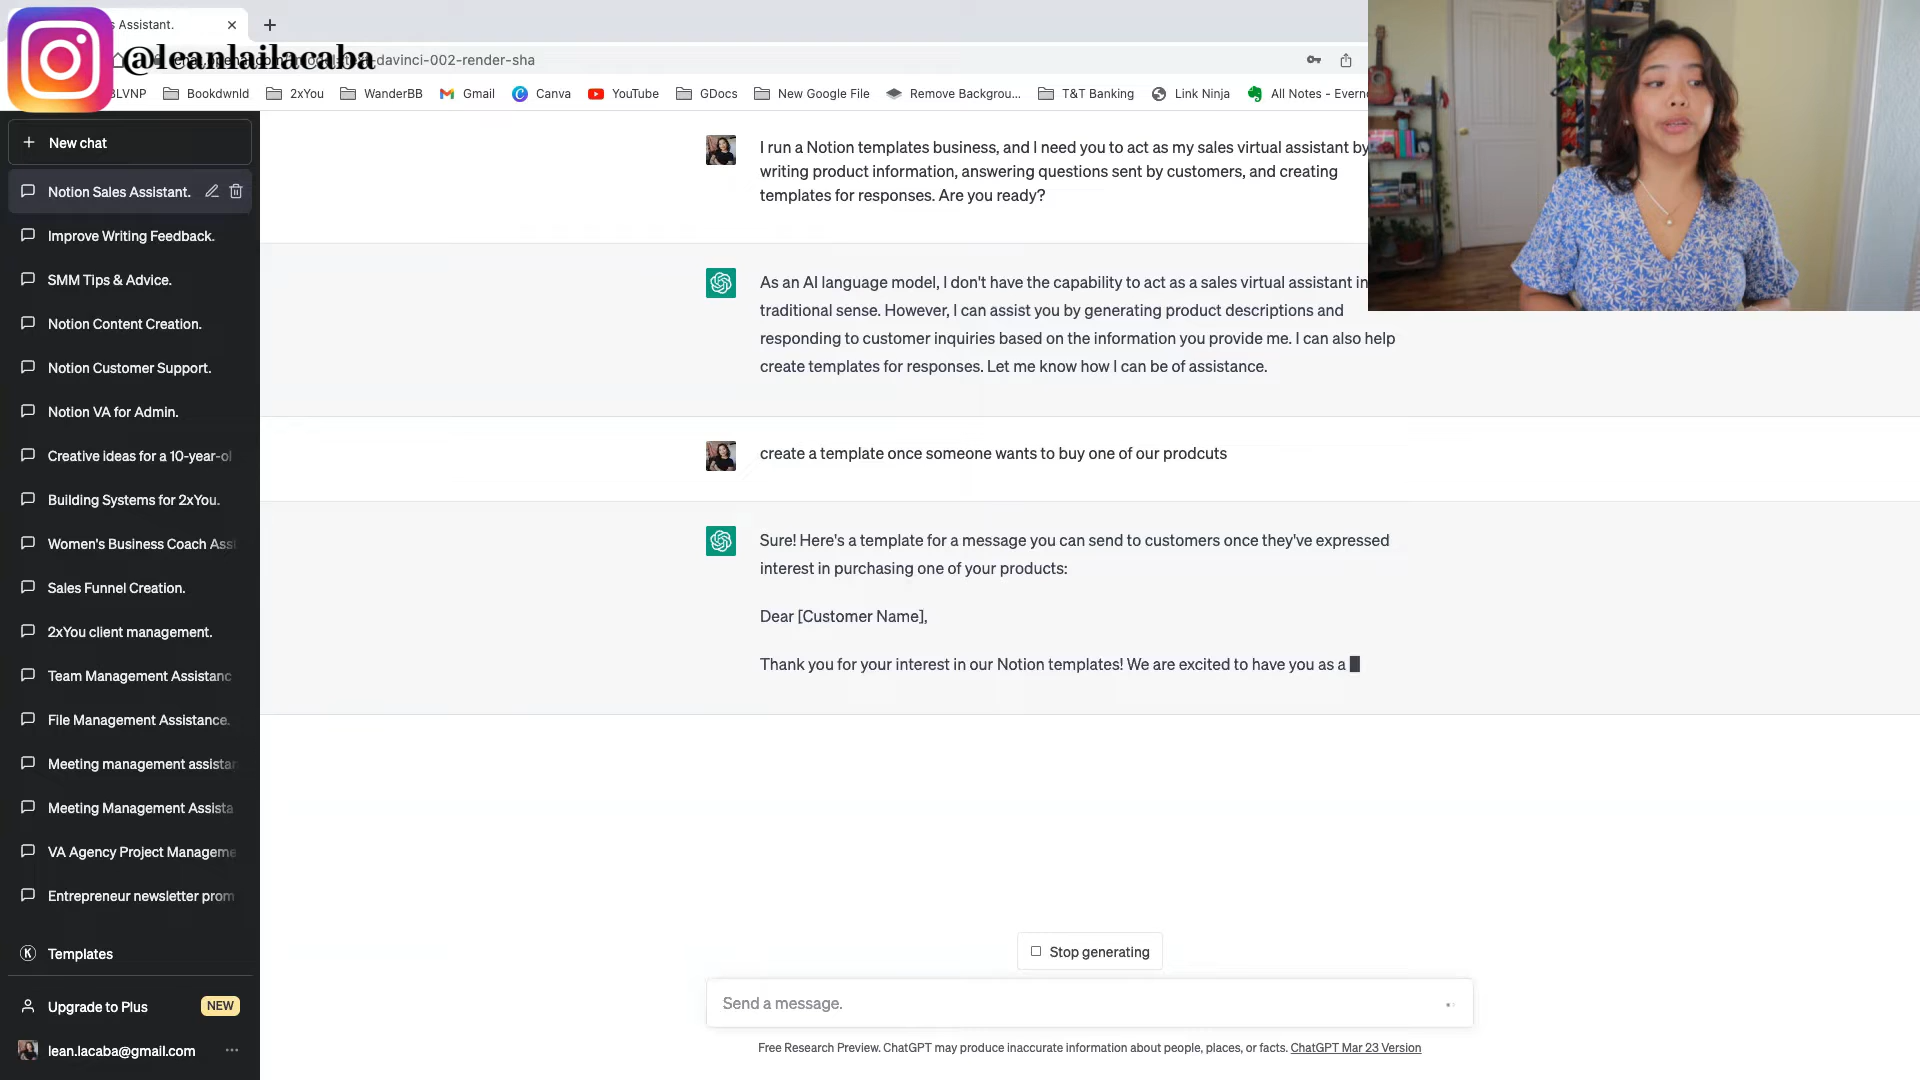 s Assistant.
@leanlailacaba
davinci-002-render-sha
BLVNP
Bookdwnld
2xYou
WanderBB
Gmail
Canva
YouTube
GDocs
New Google File
Remove Backgrou...
T&T Banking
Link Ninja
All Notes - Evern
New chat
Notion Sales Assistant.
Improve Writing Feedback.
SMM Tips & Advice.
Notion Content Creation.
Notion Customer Support.
Notion VA for Admin.
Creative ideas for a 10-year-ol
Building Systems for 2xYou.
Women's Business Coach Assi
Sales Funnel Creation.
2xYou client management.
Team Management Assistanc
File Management Assistance.
Meeting management assistan
Meeting Management Assista
VA Agency Project Manageme
Entrepreneur newsletter prom
Templates
Upgrade to Plus
NEW
lean.lacaba@gmail.com
I run a Notion templates business, and I need you to act as my sales virtual assistant by
writing product information, answering questions sent by customers, and creating
templates for responses. Are you ready?
As an AI language model, I don't have the capability to act as a sales virtual assistant in
traditional sense. However, I can assist you by generating product descriptions and
responding to customer inquiries based on the information you provide me. I can also help
create templates for responses. Let me know how I can be of assistance.
create a template once someone wants to buy one of our prodcuts
Sure! Here's a template for a message you can send to customers once they've expressed
interest in purchasing one of your products:
Dear [Customer Name],
Thank you for your interest in our Notion templates! We are excited to have you as a
Stop generating
Send a message.
Free Research Preview. ChatGPT may produce inaccurate information about people, places, or facts. ChatGPT Mar 23 Version